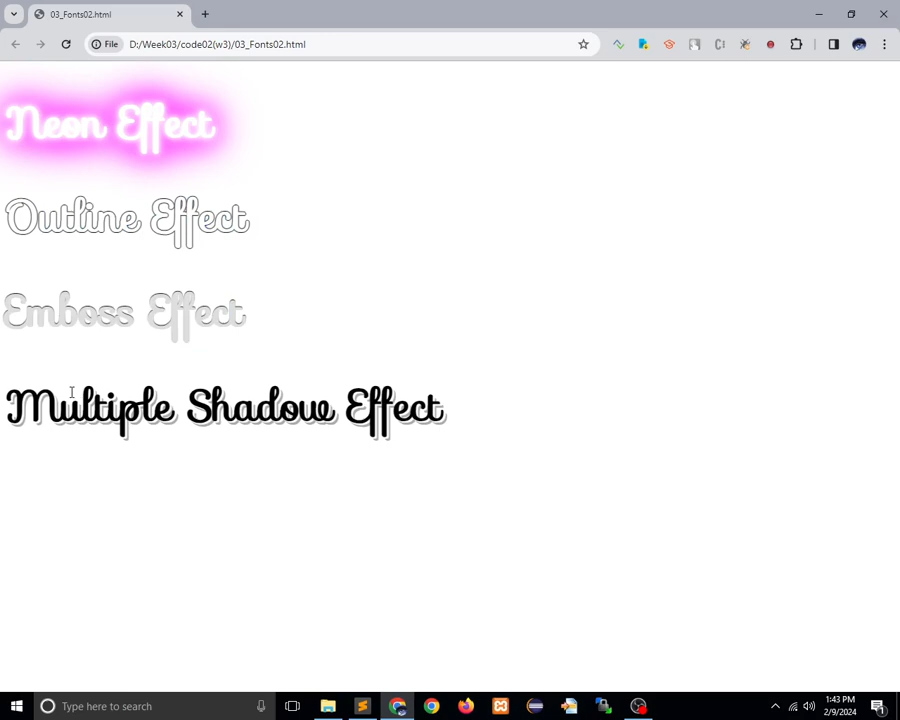 03_Fonts02.html
File
D:/Week03/code02(w3)/03_Fonts02.html
Neon Effect
Outline Effect
Emboss Effect
Multiple Shadow Effect
Type here to search
1:43 PM
2/9/2024
1